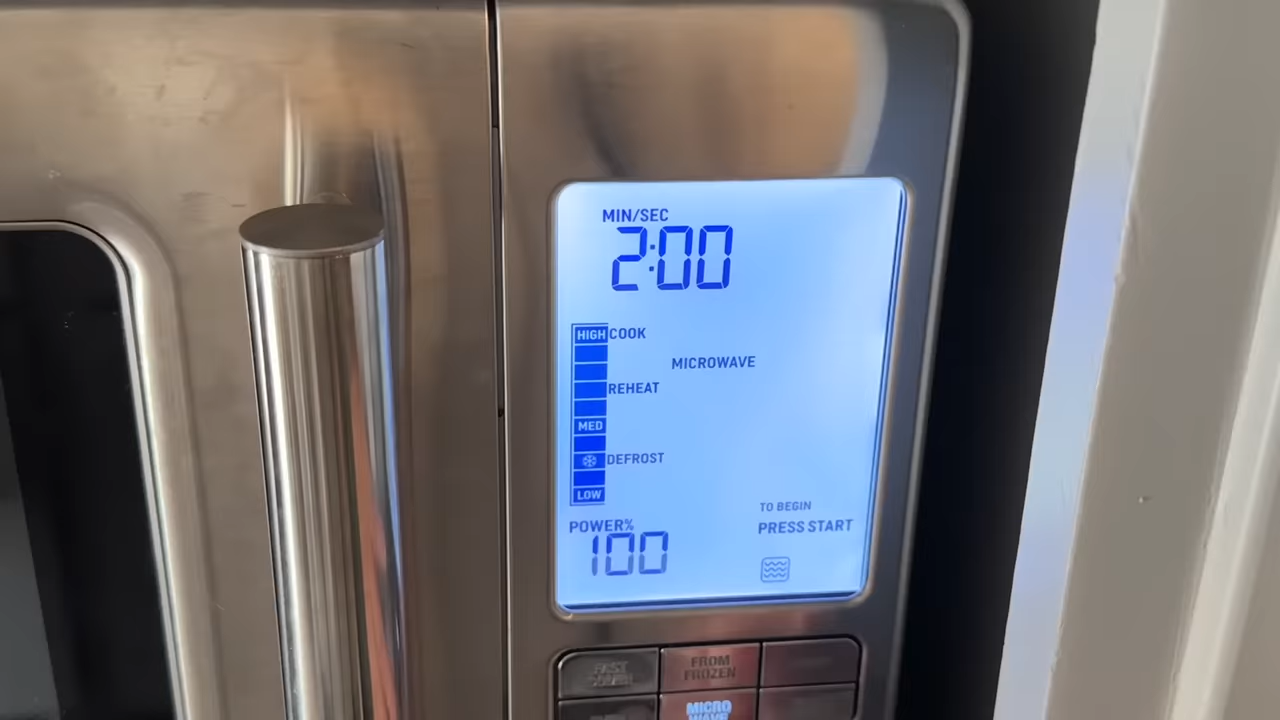 MIN/SEC
2:00
HIGH COOK
MICROWAVE
REHEAT
MED
DEFROST
LOW
TO BEGIN
POWER% PRESS START
100
FAST
FROM
FROZEN
MICRO
WAVE